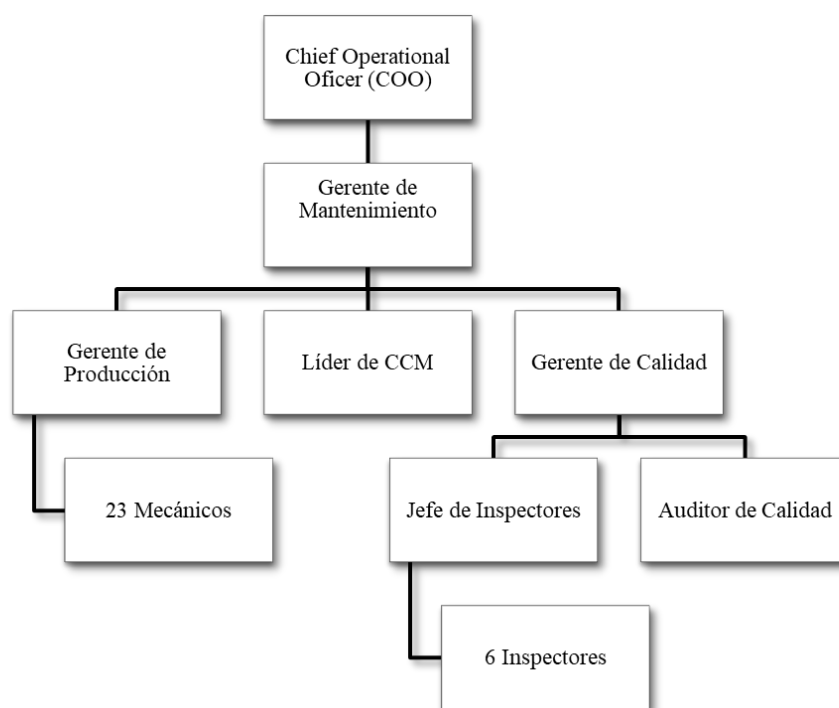 Chief Operational
Oficer (COO)
Gerente de
Mantenimiento
Gerente de
Producción
Líder de CCM
Gerente de Calidad
23 Mecánicos
Jefe de Inspectores
Auditor de Calidad
6 Inspectores